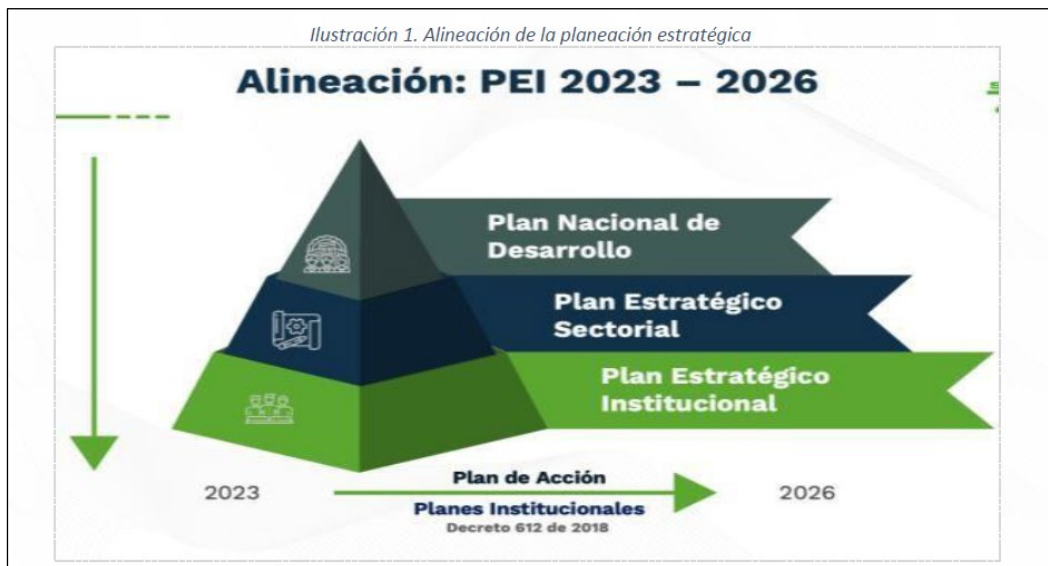 Ilustración 1. Alineación de la planeación estratégica
Alineación: PEI 2023 – 2026
Plan Nacional de
Desarrollo
Plan Estratégico
Sectorial
Plan Estratégico
Institucional
2023
Plan de Acción
Planes Institucionales
Decreto 612 de 2018
2026